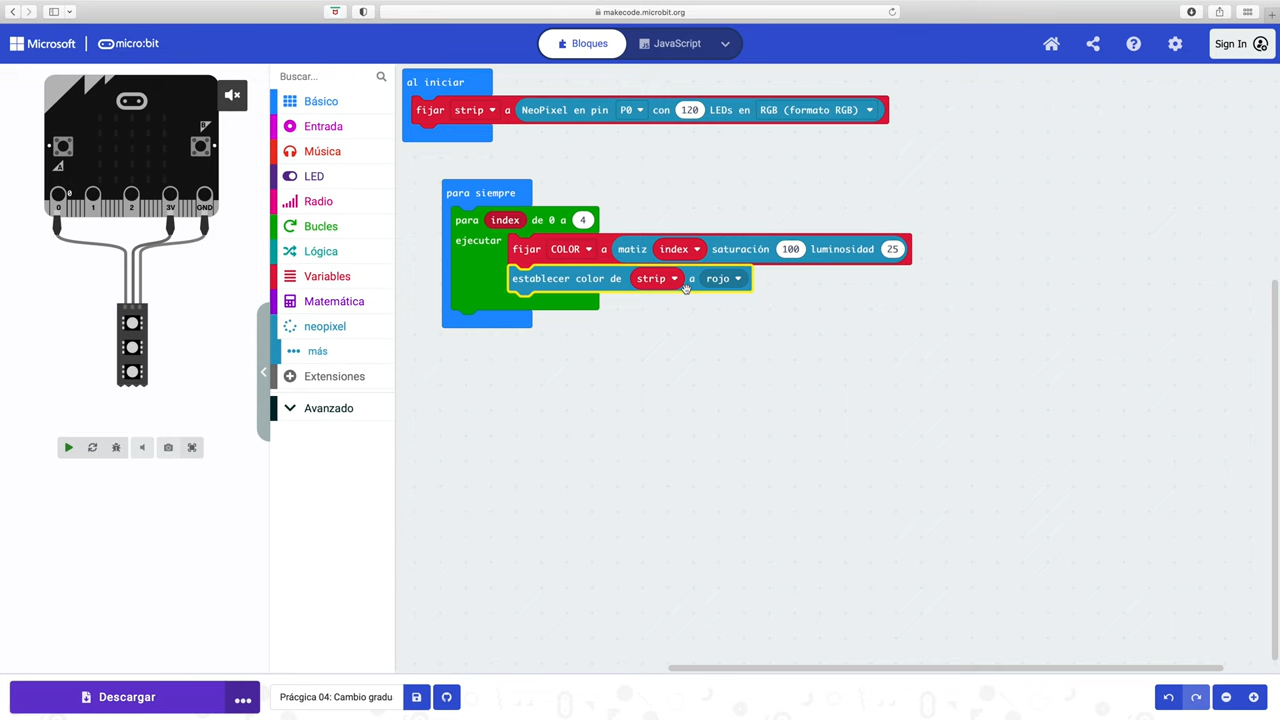 makecode.microbit.org
Microsoft
micro:bit
Bloques
JavaScript
Sign In
A
B
0
0 1 2 3V GND
Buscar...
Básico
Entrada
Música
LED
Radio
Bucles
Lógica
Variables
Matemática
neopixel
más
Extensiones
Avanzado
al iniciar
fijar strip a NeoPixel en pin P0 con 120 LEDs en RGB (formato RGB)
para siempre
para index de 0 a 4
ejecutar
fijar COLOR a matiz index saturación 100 luminosidad 25
establecer color de strip a rojo
Descargar
Prácgica 04: Cambio gradu